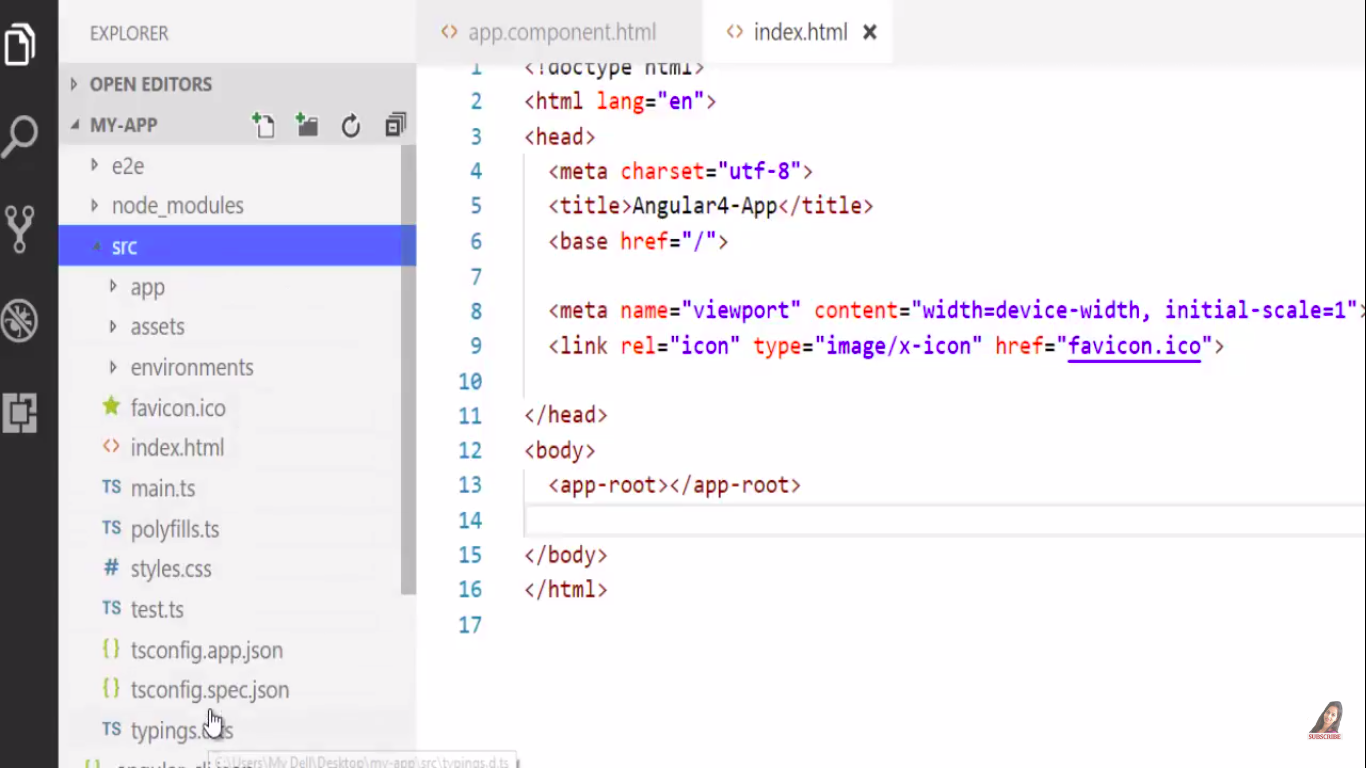 EXPLORER
OPEN EDITORS
MY-APP
e2e
node_modules
src
app
assets
environments
favicon.ico
index.html
TS main.ts
TS polyfills.ts
# styles.css
TS test.ts
{} tsconfig.app.json
{} tsconfig.spec.json
TS typings.d.ts
C:\Users\My Dell\Desktop\my-app\src\typings.d.ts
<> app.component.html
<> index.html ×
1 <!doctype html>
2 <html lang="en">
3 <head>
4 <meta charset="utf-8">
5 <title>Angular4-App</title>
6 <base href="/">
7
8 <meta name="viewport" content="width=device-width, initial-scale=1">
9 <link rel="icon" type="image/x-icon" href="favicon.ico">
10
11 </head>
12 <body>
13 <app-root></app-root>
14
15 </body>
16 </html>
17
SUBSCRIBE